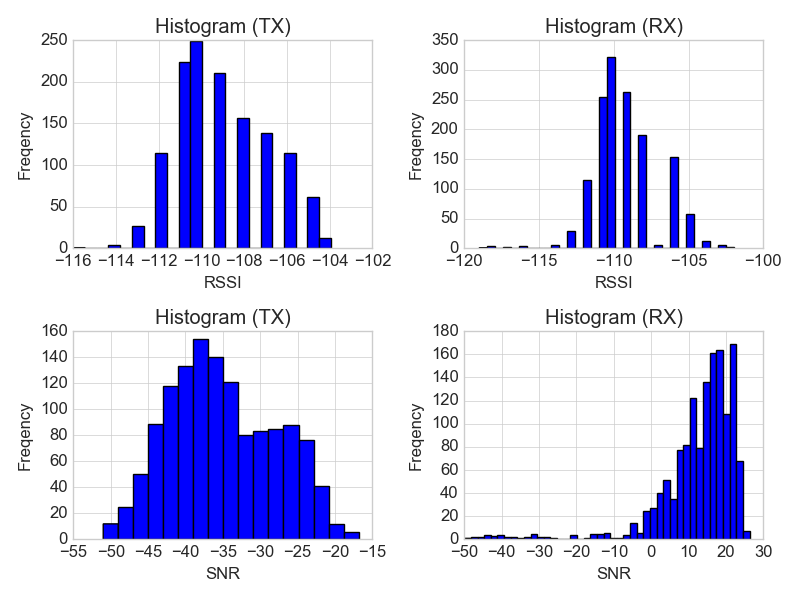 Histogram (TX)
Histogram (RX)
250
200
150
100
50
0
Freqency
−116 −114 −112 −110 −108 −106 −104 −102
RSSI
350
300
250
200
150
100
50
0
Freqency
−120 −115 −110 −105 −100
RSSI
Histogram (TX)
Histogram (RX)
160
140
120
100
80
60
40
20
0
Freqency
−55 −50 −45 −40 −35 −30 −25 −20 −15
SNR
180
160
140
120
100
80
60
40
20
0
Freqency
−50 −40 −30 −20 −10 0 10 20 30
SNR